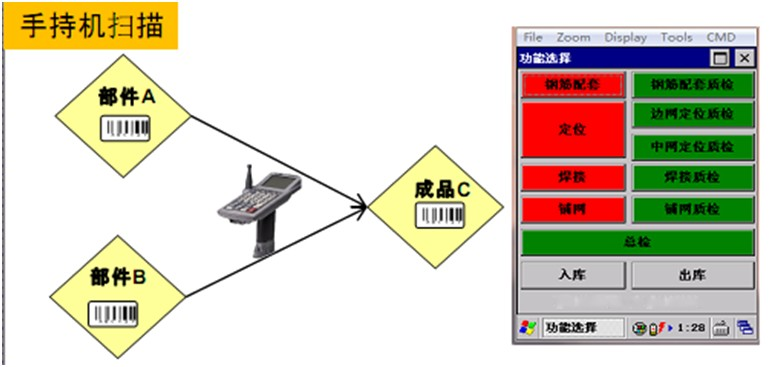 手持机扫描
部件A
部件B
成品C
File Zoom Display Tools CMD
功能选择
钢筋配套 钢筋配套质检
定位 边网定位质检
中网定位质检
焊接 焊接质检
铺网 铺网质检
总检
入库 出库
功能选择 1:28